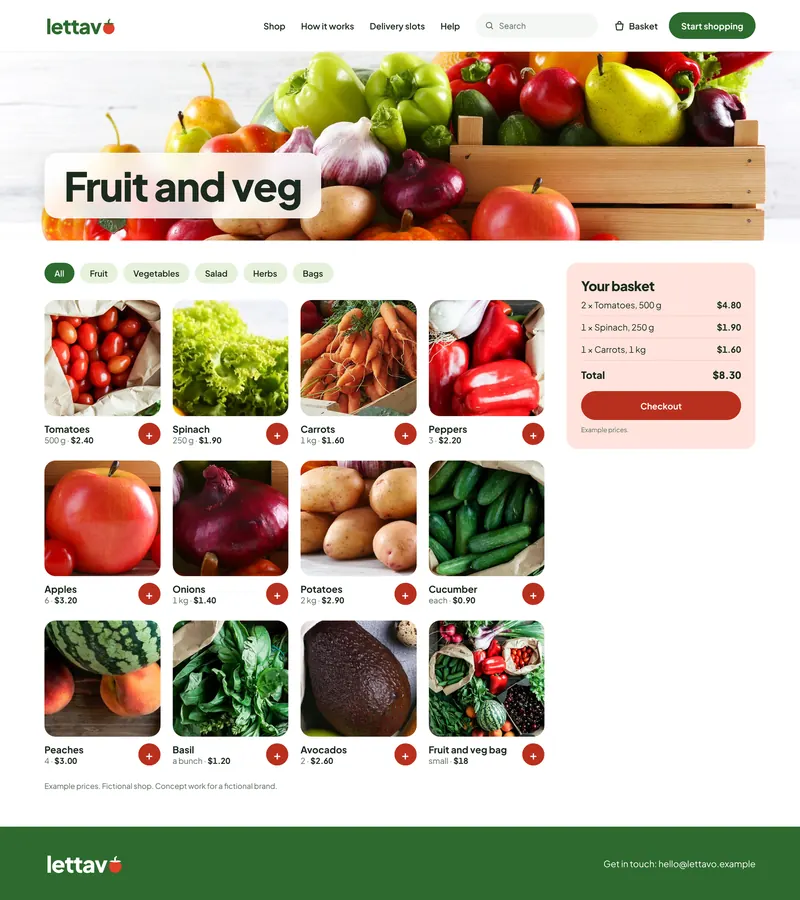 lettavo
Shop
How it works
Delivery slots
Help
Search
Basket
Start shopping
Fruit and veg
All
Fruit
Vegetables
Salad
Herbs
Bags
Tomatoes
500 g · $2.40
+
Spinach
250 g · $1.90
+
Carrots
1 kg · $1.60
+
Peppers
3 · $2.20
+
Apples
6 · $3.20
+
Onions
1 kg · $1.40
+
Potatoes
2 kg · $2.90
+
Cucumber
each · $0.90
+
Peaches
4 · $3.00
+
Basil
a bunch · $1.20
+
Avocados
2 · $2.60
+
Fruit and veg bag
small · $18
+
Example prices. Fictional shop. Concept work for a fictional brand.
Your basket
2 × Tomatoes, 500 g $4.80
1 × Spinach, 250 g $1.90
1 × Carrots, 1 kg $1.60
Total $8.30
Checkout
Example prices.
lettavo
Get in touch: hello@lettavo.example